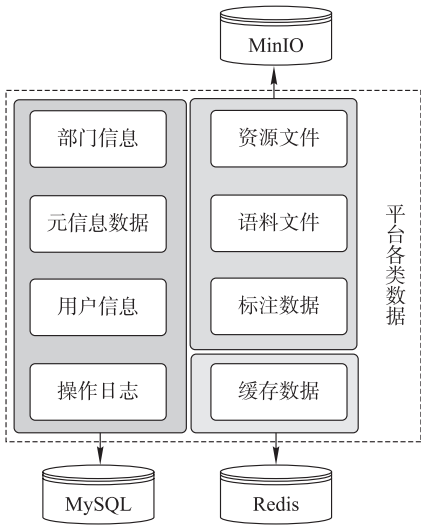 MinIO
部门信息
资源文件
元信息数据
语料文件
用户信息
标注数据
操作日志
缓存数据
平台各类数据
MySQL
Redis